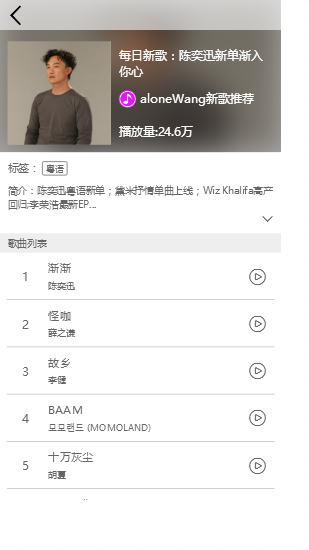 每日新歌：陈奕迅新单渐入
你心
aloneWang新歌推荐
播放量:24.6万
标签： 粤语
简介：陈奕迅粤语新单；黛米抒情单曲上线；Wiz Khalifa高产
回归;李荣浩最新EP...
歌曲列表
1 渐渐
陈奕迅
2 怪咖
薛之谦
3 故乡
李健
4 BAAM
모모랜드 (MOMOLAND)
5 十万灰尘
胡夏